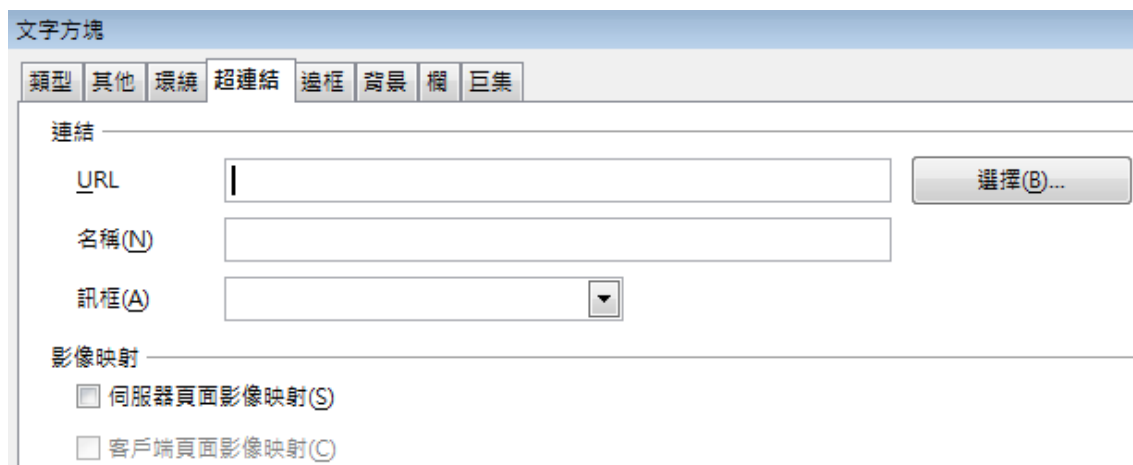 文字方塊
類型 其他 環繞 超連結 邊框 背景 欄 巨集
連結
URL 選擇(B)...
名稱(N)
訊框(A)
影像映射
伺服器頁面影像映射(S)
客戶端頁面影像映射(C)